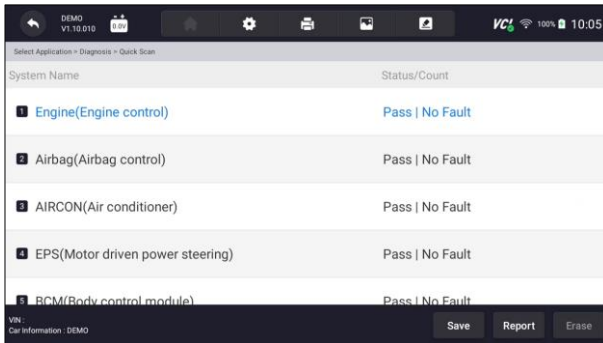 DEMO
V1.10.010
0.0V
VCI
100%
10:05
Select Application > Diagnosis > Quick Scan
System Name Status/Count
1 Engine(Engine control) Pass | No Fault
2 Airbag(Airbag control) Pass | No Fault
3 AIRCON(Air conditioner) Pass | No Fault
4 EPS(Motor driven power steering) Pass | No Fault
5 BCM(Body control module) Pass | No Fault
VIN :
Car Information : DEMO
Save Report Erase